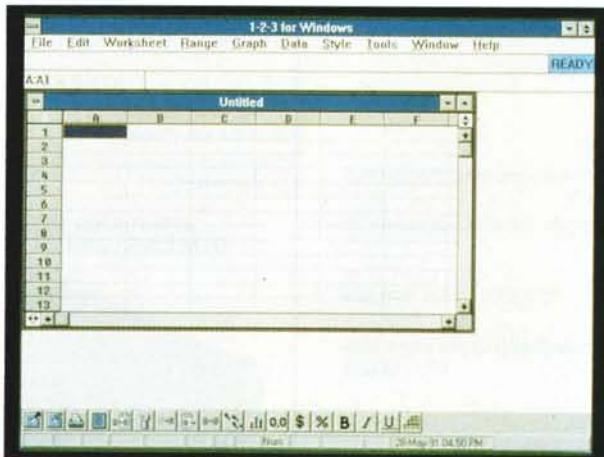 1-2-3 for Windows
File Edit Worksheet Range Graph Data Style Tools Window Help
READY
A:A1
Untitled
A B C D E F
1
2
3
4
5
6
7
8
9
10
11
12
13
0.0 $ % B I U
Num 28-May-91 04:50 PM